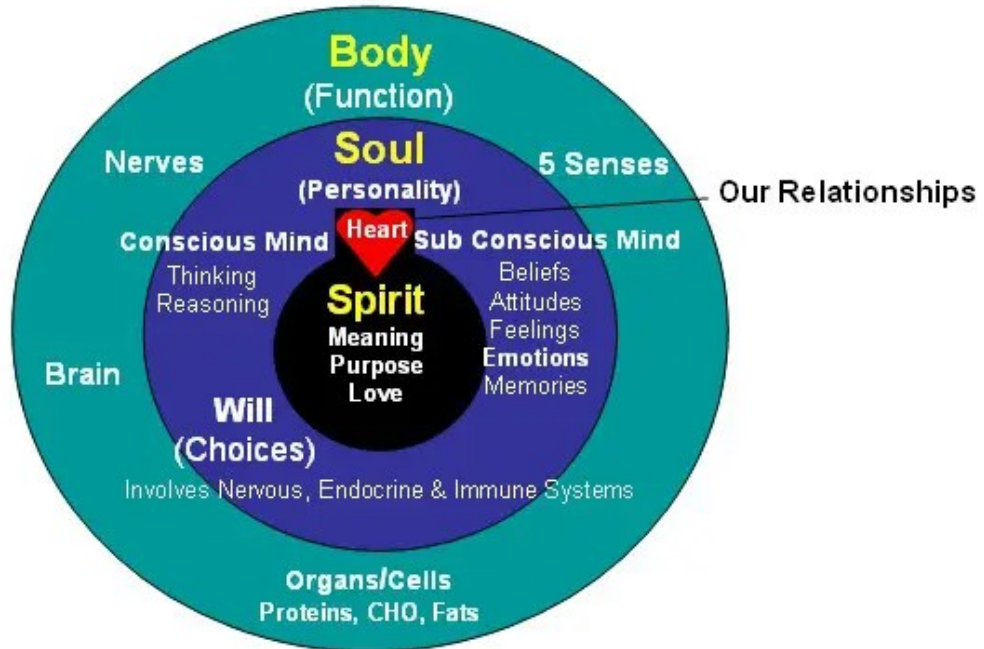 Body
(Function)
Soul
(Personality)
Nerves
5 Senses
Our Relationships
Heart
Conscious Mind
Thinking
Reasoning
Sub Conscious Mind
Beliefs
Attitudes
Feelings
Emotions
Memories
Spirit
Meaning
Purpose
Love
Brain
Will
(Choices)
Involves Nervous, Endocrine & Immune Systems
Organs/Cells
Proteins, CHO, Fats